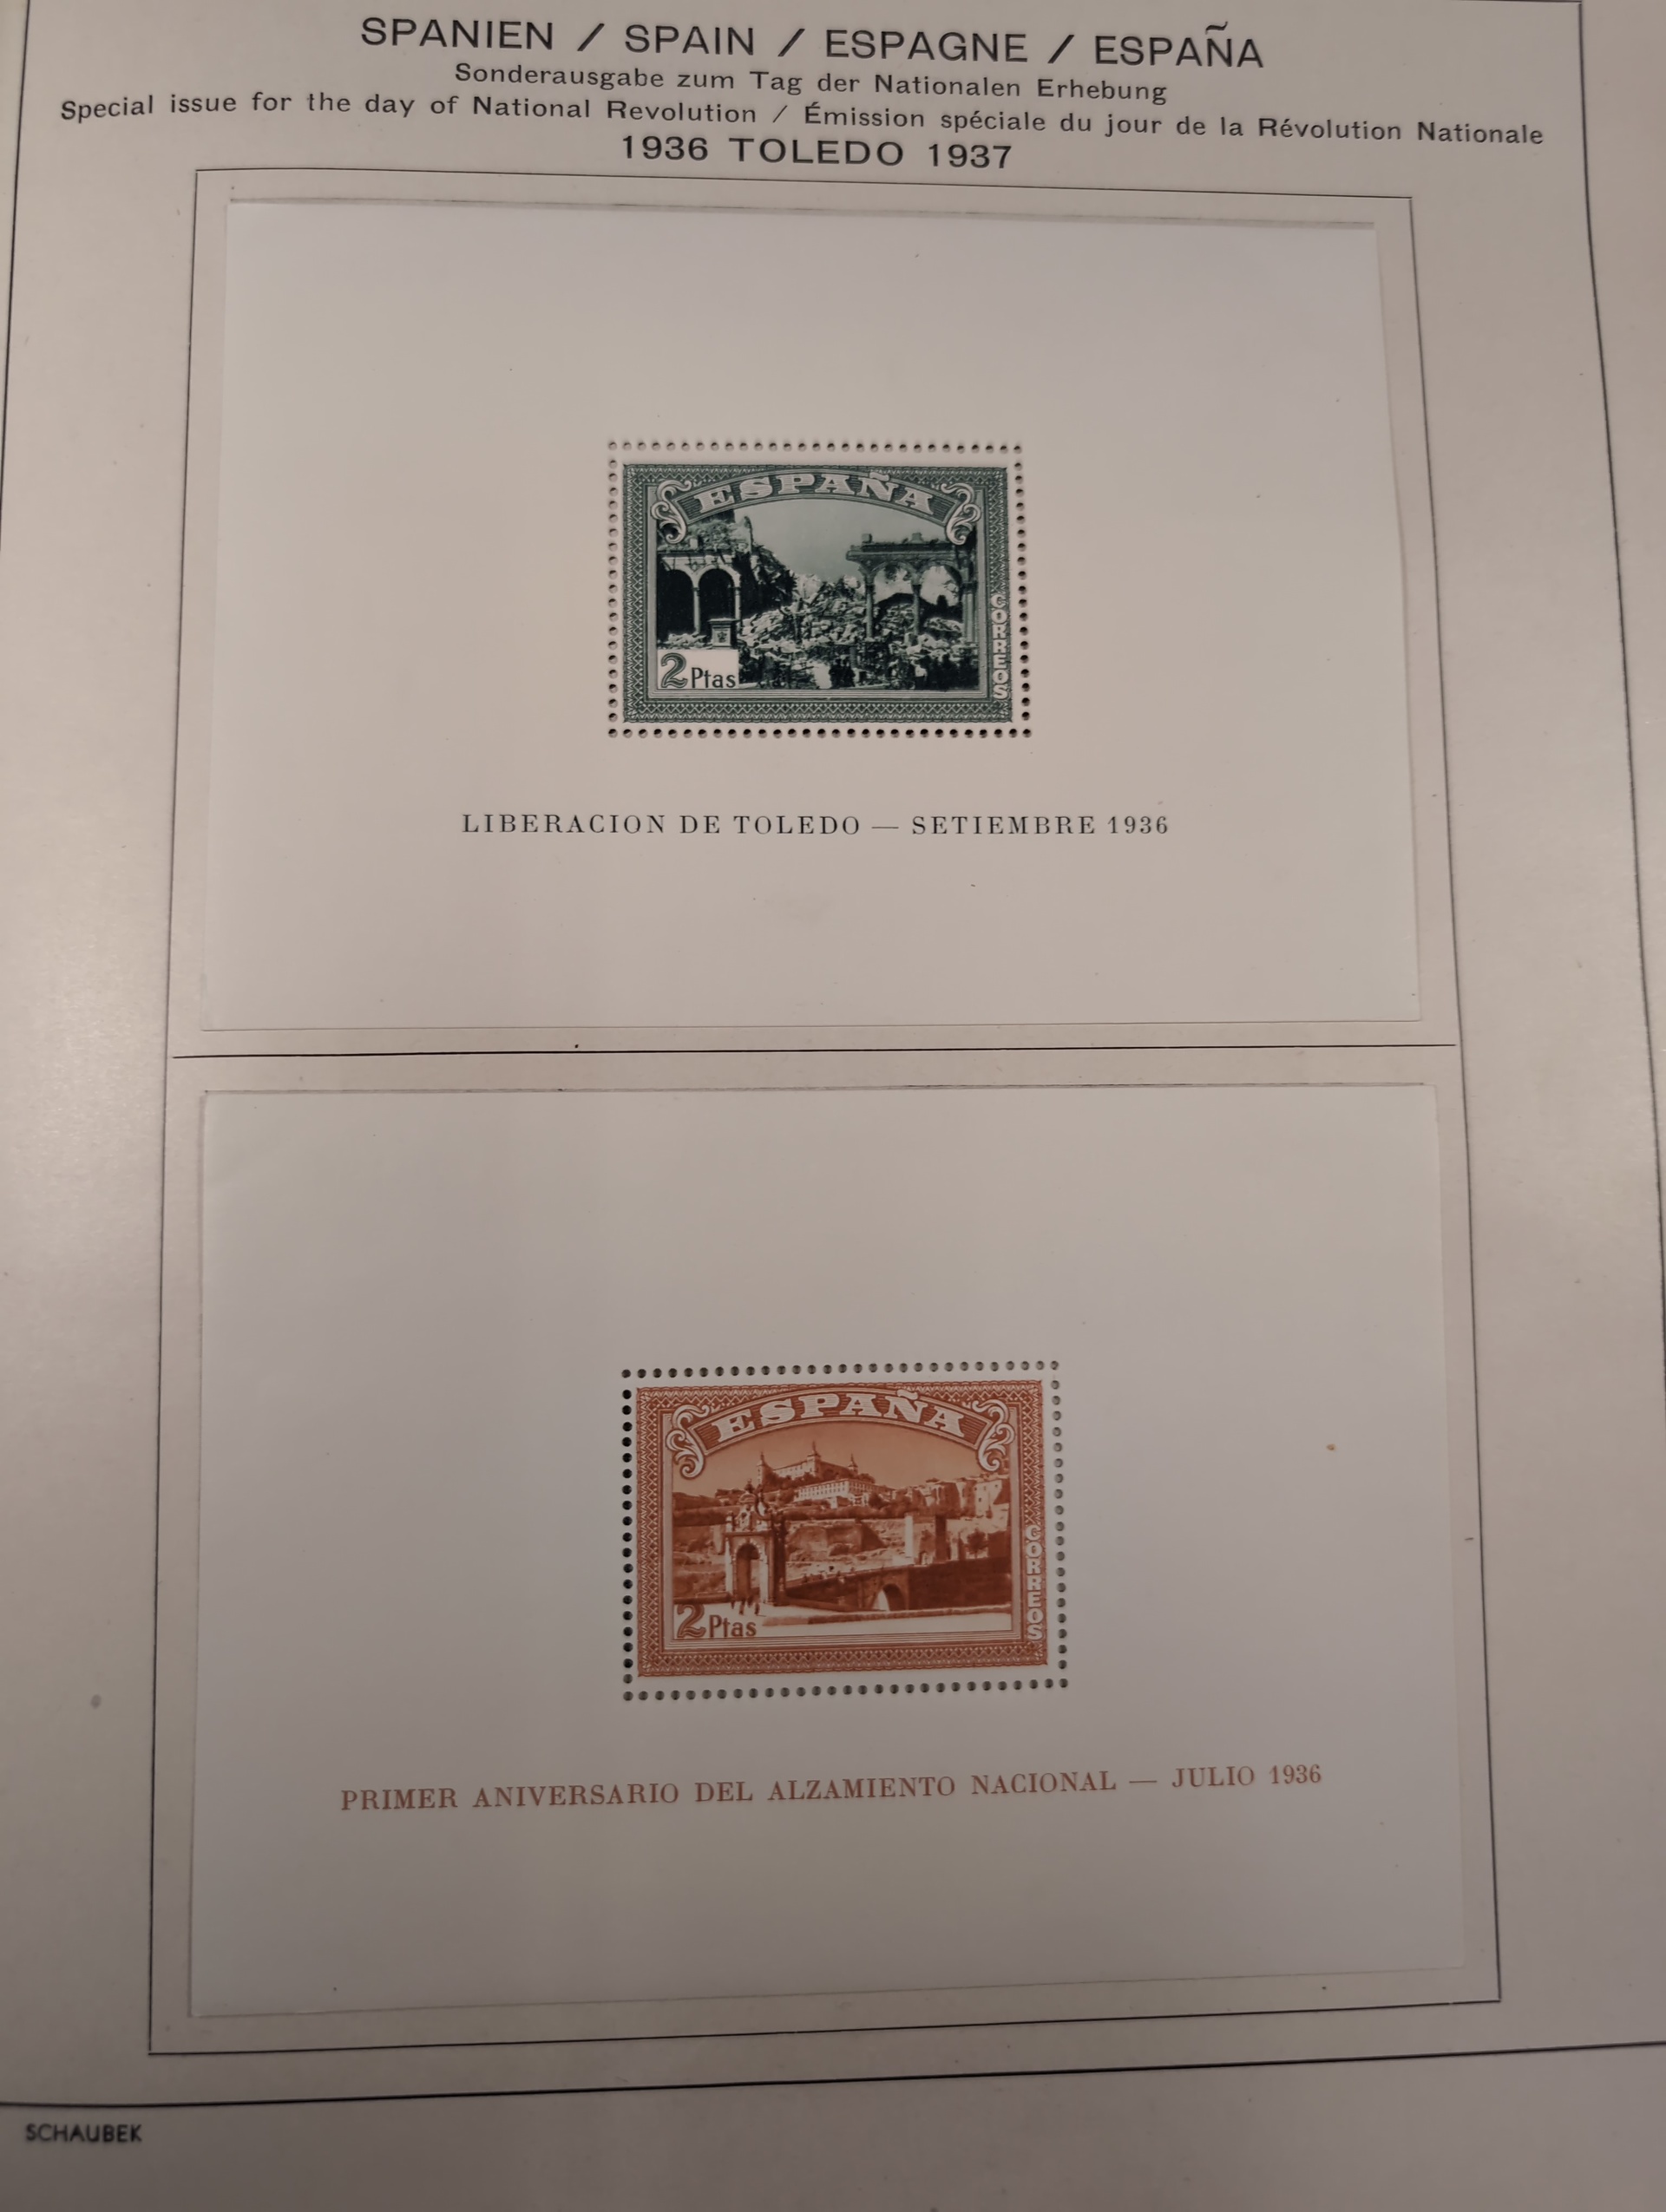 SPANIEN / SPAIN / ESPAGNE / ESPAÑA
Sonderausgabe zum Tag der Nationalen Erhebung
Special issue for the day of National Revolution / Émission spéciale du jour de la Révolution Nationale
1936 TOLEDO 1937
ESPAÑA
CORREOS
2 Ptas
LIBERACION DE TOLEDO — SETIEMBRE 1936
ESPAÑA
CORREOS
2 Ptas
PRIMER ANIVERSARIO DEL ALZAMIENTO NACIONAL — JULIO 1936
SCHAUBEK